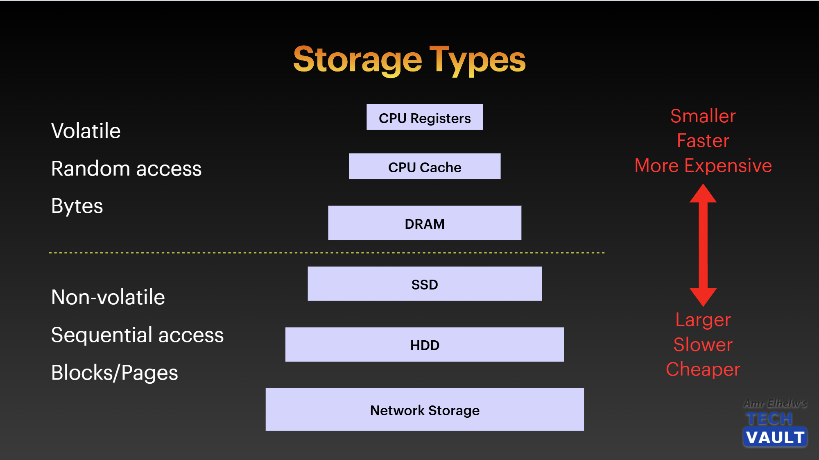 Storage Types
Volatile
Random access
Bytes
CPU Registers
CPU Cache
DRAM
Smaller
Faster
More Expensive
Non-volatile
Sequential access
Blocks/Pages
SSD
HDD
Network Storage
Larger
Slower
Cheaper
Amr Elhelw's
TECH
VAULT